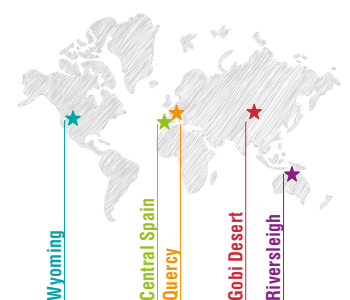 Wyoming
Central Spain
Quercy
Gobi Desert
Riversleigh